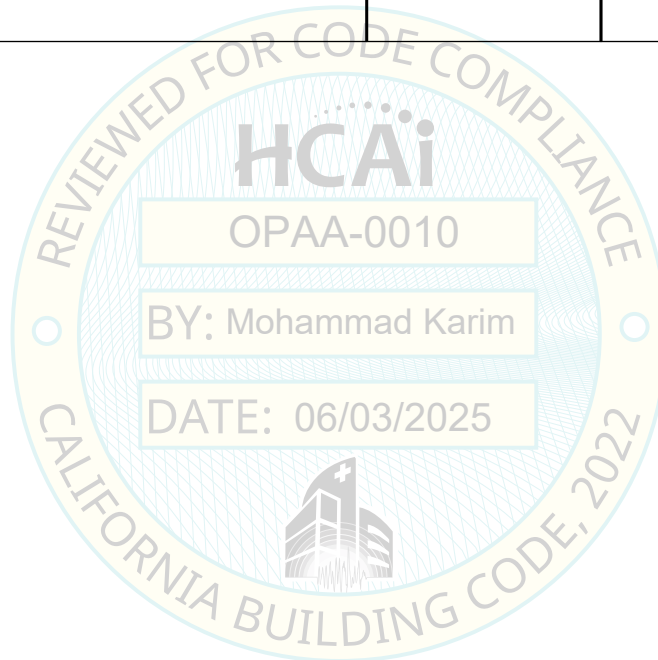 REVIEWED FOR CODE COMPLIANCE
HCAi
OPAA-0010
BY: Mohammad Karim
DATE: 06/03/2025
CALIFORNIA BUILDING CODE, 2022